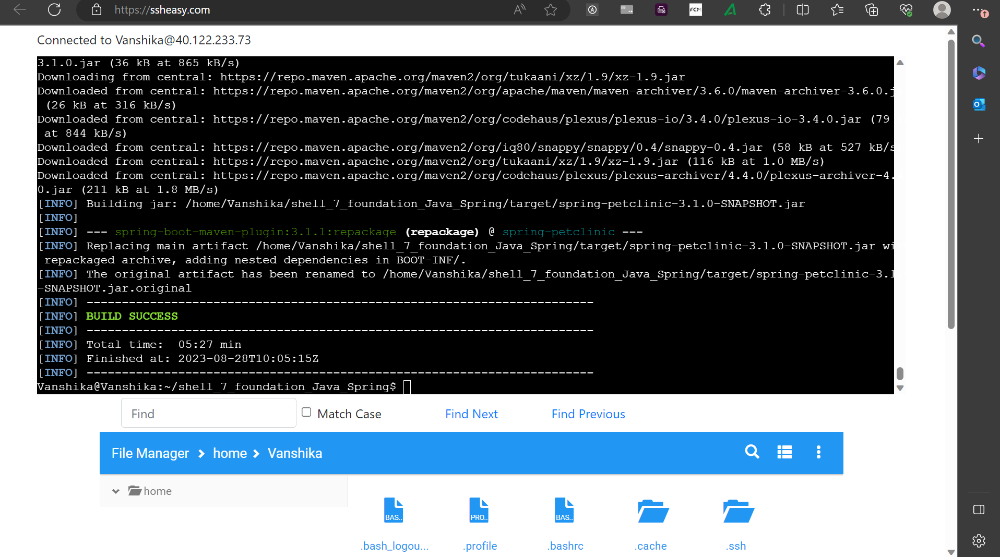 https://ssheasy.com
Connected to Vanshika@40.122.233.73
3.1.0.jar (36 kB at 865 kB/s)
Downloading from central: https://repo.maven.apache.org/maven2/org/tukaani/xz/1.9/xz-1.9.jar
Downloaded from central: https://repo.maven.apache.org/maven2/org/apache/maven/maven-archiver/3.6.0/maven-archiver-3.6.0.j
(26 kB at 316 kB/s)
Downloaded from central: https://repo.maven.apache.org/maven2/org/codehaus/plexus/plexus-io/3.4.0/plexus-io-3.4.0.jar (79
at 844 kB/s)
Downloaded from central: https://repo.maven.apache.org/maven2/org/iq80/snappy/snappy/0.4/snappy-0.4.jar (58 kB at 527 kB/s
Downloaded from central: https://repo.maven.apache.org/maven2/org/tukaani/xz/1.9/xz-1.9.jar (116 kB at 1.0 MB/s)
Downloaded from central: https://repo.maven.apache.org/maven2/org/codehaus/plexus/plexus-archiver/4.4.0/plexus-archiver-4.
0.jar (211 kB at 1.8 MB/s)
[INFO] Building jar: /home/Vanshika/shell_7_foundation_Java_Spring/target/spring-petclinic-3.1.0-SNAPSHOT.jar
[INFO]
[INFO] --- spring-boot-maven-plugin:3.1.1:repackage (repackage) @ spring-petclinic ---
[INFO] Replacing main artifact /home/Vanshika/shell_7_foundation_Java_Spring/target/spring-petclinic-3.1.0-SNAPSHOT.jar wi
repackaged archive, adding nested dependencies in BOOT-INF/.
[INFO] The original artifact has been renamed to /home/Vanshika/shell_7_foundation_Java_Spring/target/spring-petclinic-3.1.
-SNAPSHOT.jar.original
[INFO] ------------------------------------------------------------------------
[INFO] BUILD SUCCESS
[INFO] ------------------------------------------------------------------------
[INFO] Total time:  05:27 min
[INFO] Finished at: 2023-08-28T10:05:15Z
[INFO] ------------------------------------------------------------------------
Vanshika@Vanshika:~/shell_7_foundation_Java_Spring$
Find
Match Case
Find Next
Find Previous
File Manager > home > Vanshika
home
BAS..
PRO..
BAS..
.bash_logou...
.profile
.bashrc
.cache
.ssh